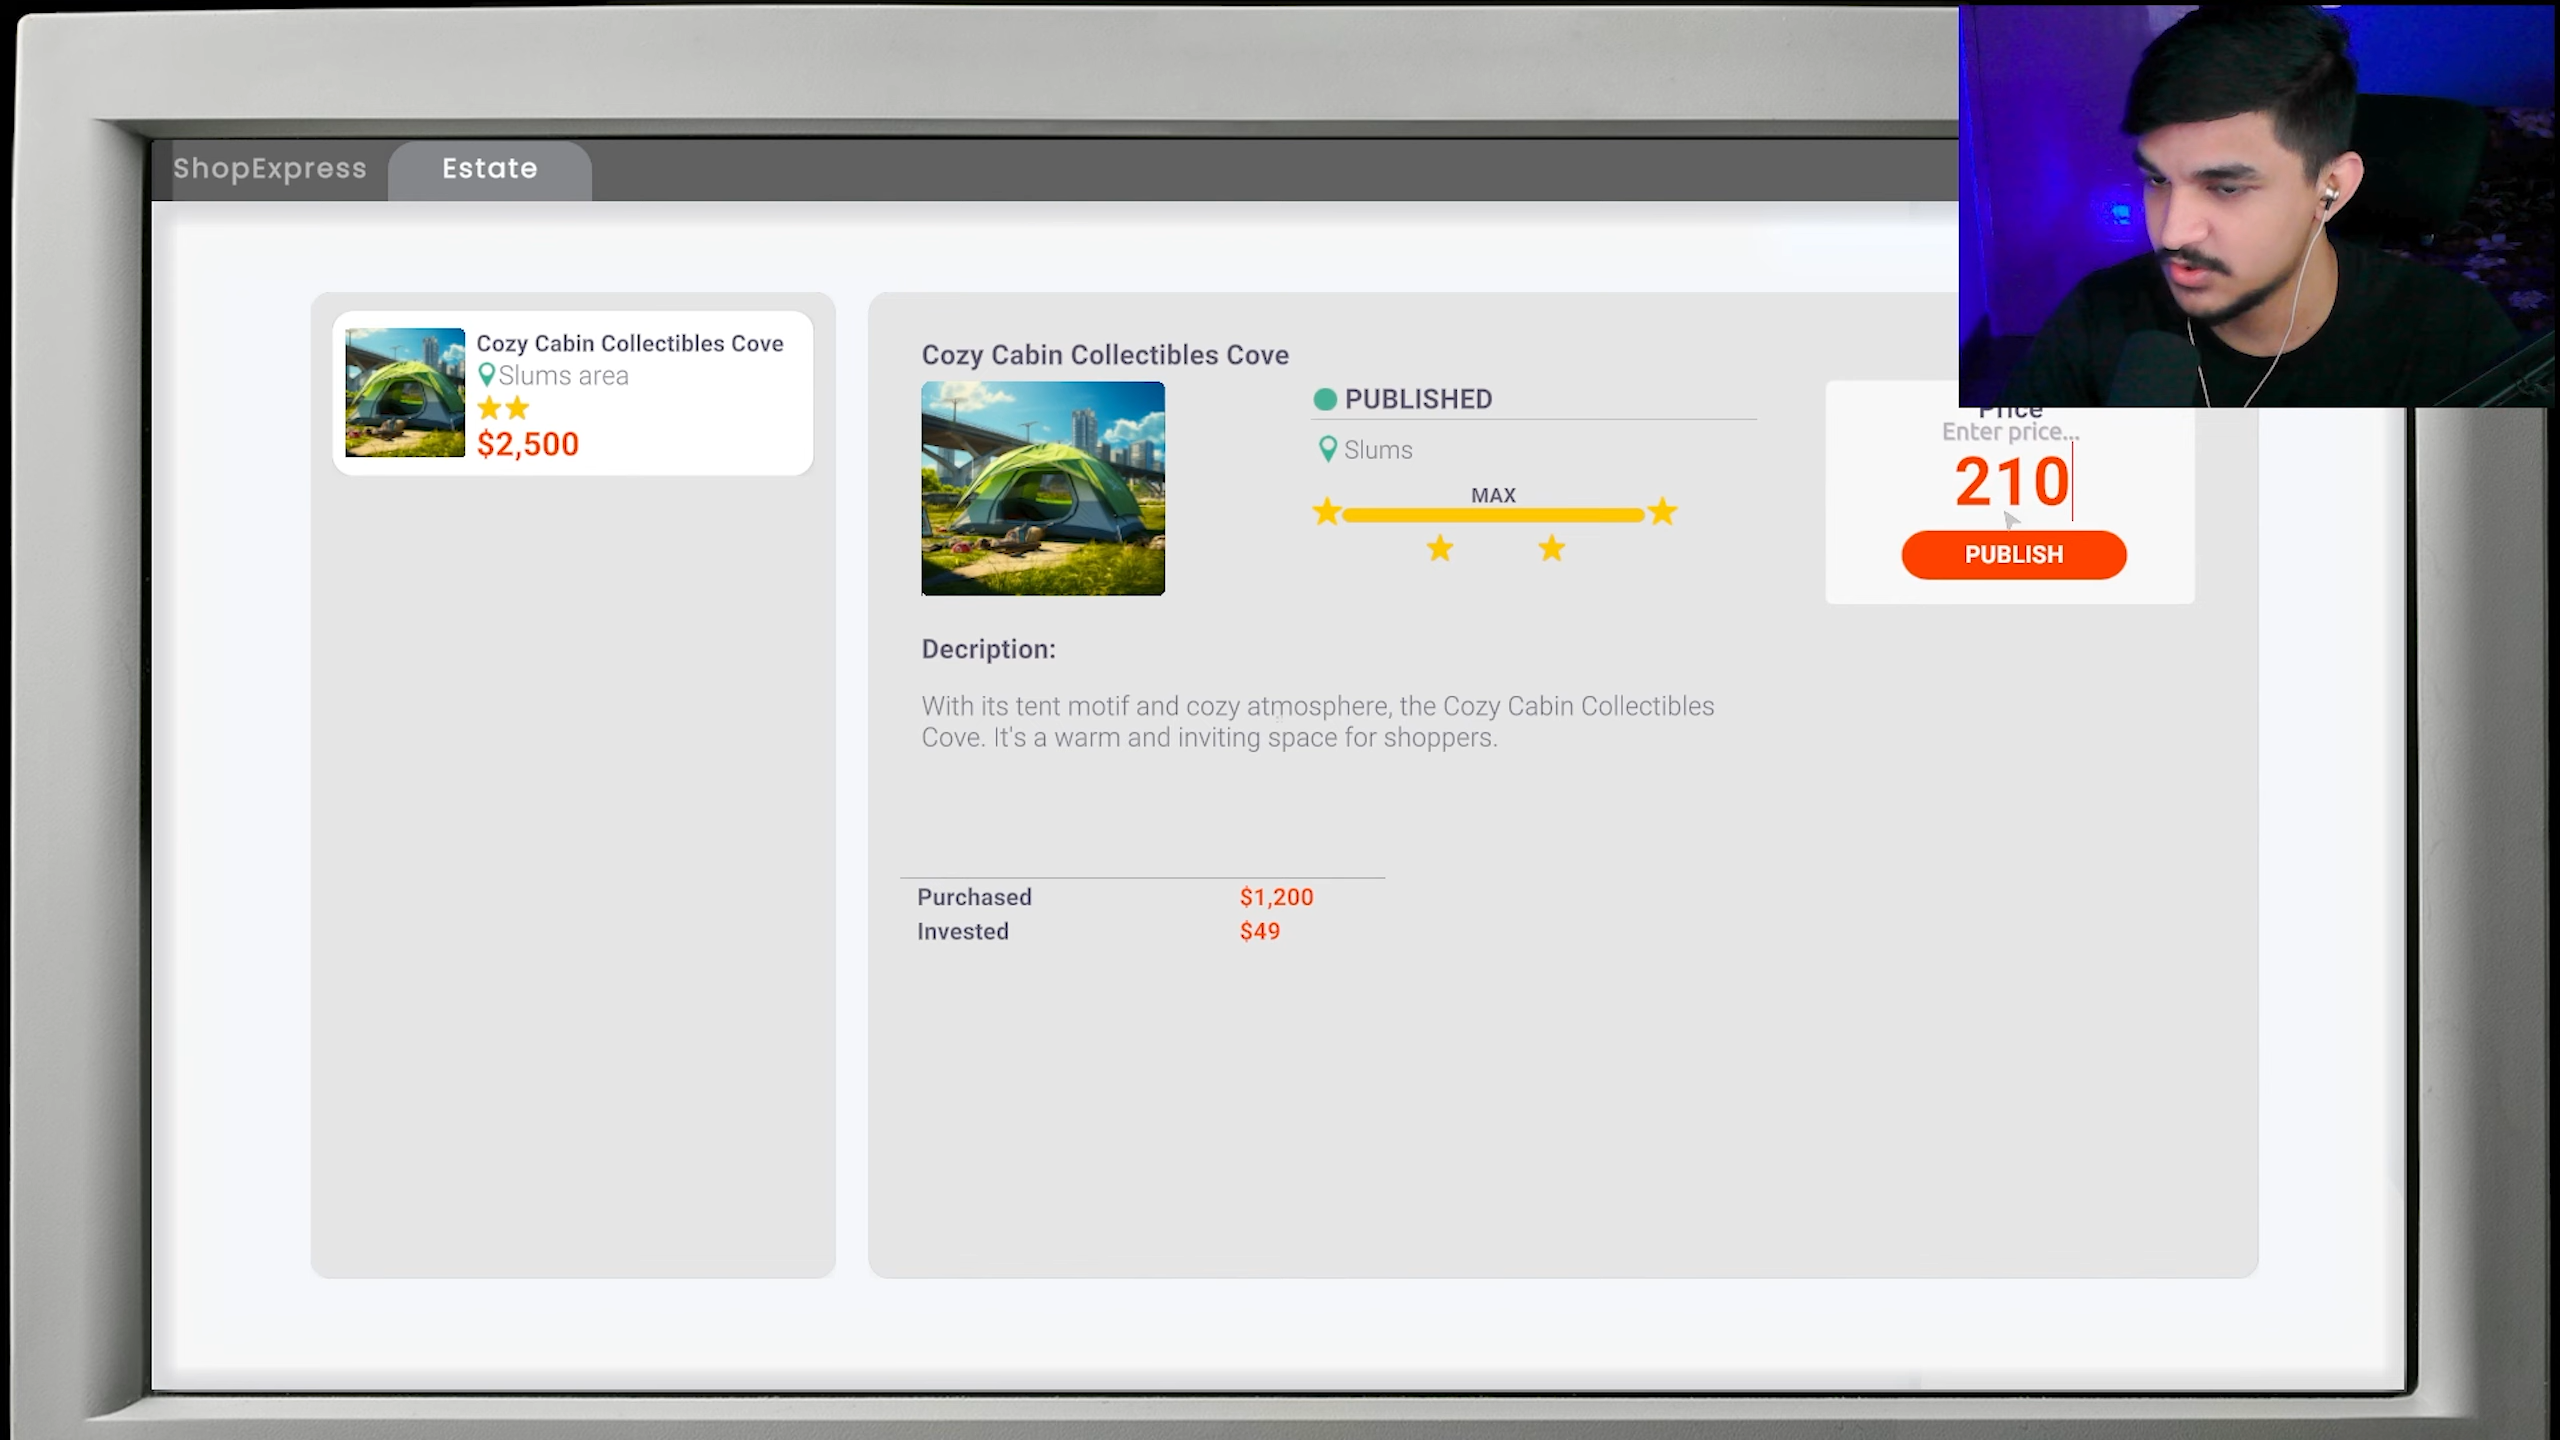 ShopExpress
Estate
Cozy Cabin Collectibles Cove
Slums area
$2,500
Cozy Cabin Collectibles Cove
PUBLISHED
Slums
MAX
Price
Enter price...
210
PUBLISH
Decription:
With its tent motif and cozy atmosphere, the Cozy Cabin Collectibles
Cove. It's a warm and inviting space for shoppers.
Purchased $1,200
Invested $49